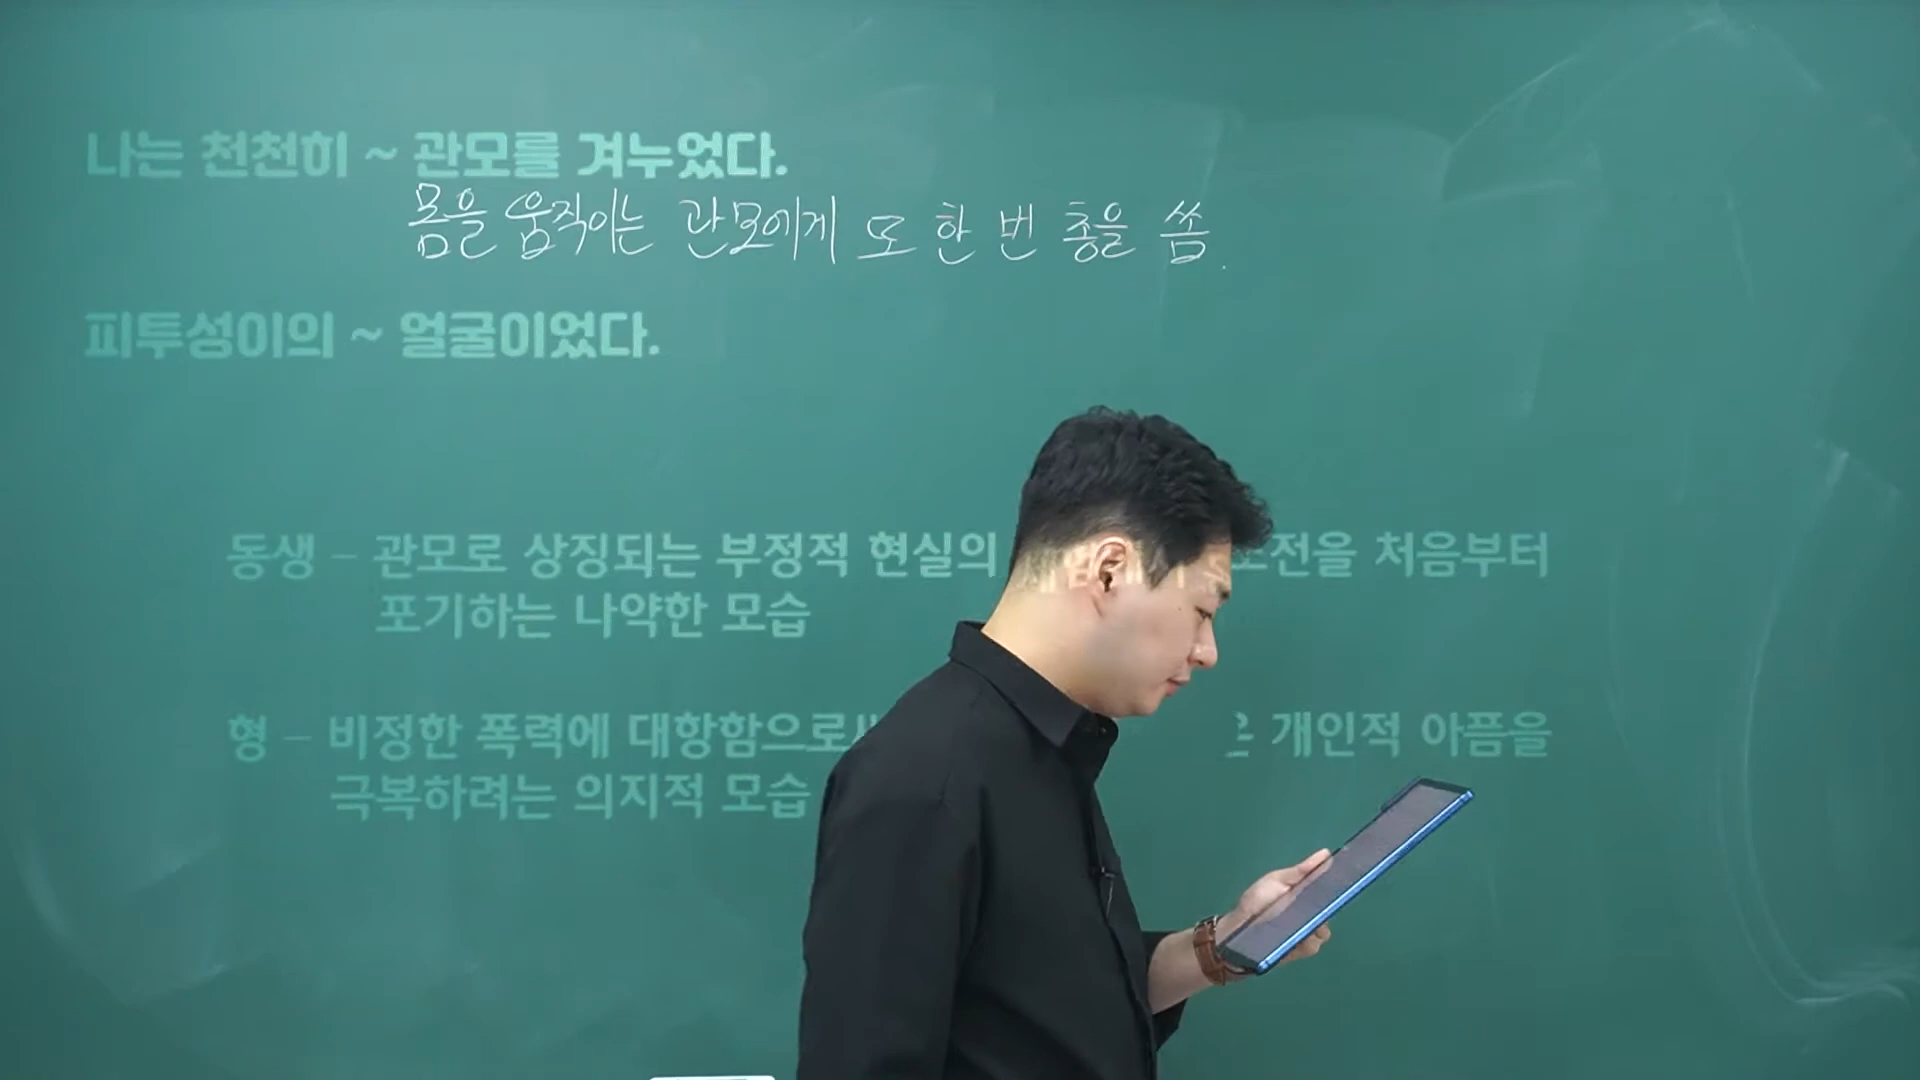 나는 천천히 ~ 관모를 겨누었다.
몸을 움직이는 관모에게 또 한 번 총을 쏨.
피투성이의 ~ 얼굴이었다.
동생 – 관모로 상징되는 부정적 현실의 처음부터
포기하는 나약한 모습
형 – 비정한 폭력에 대항함으로써 개인적 아픔을
극복하려는 의지적 모습